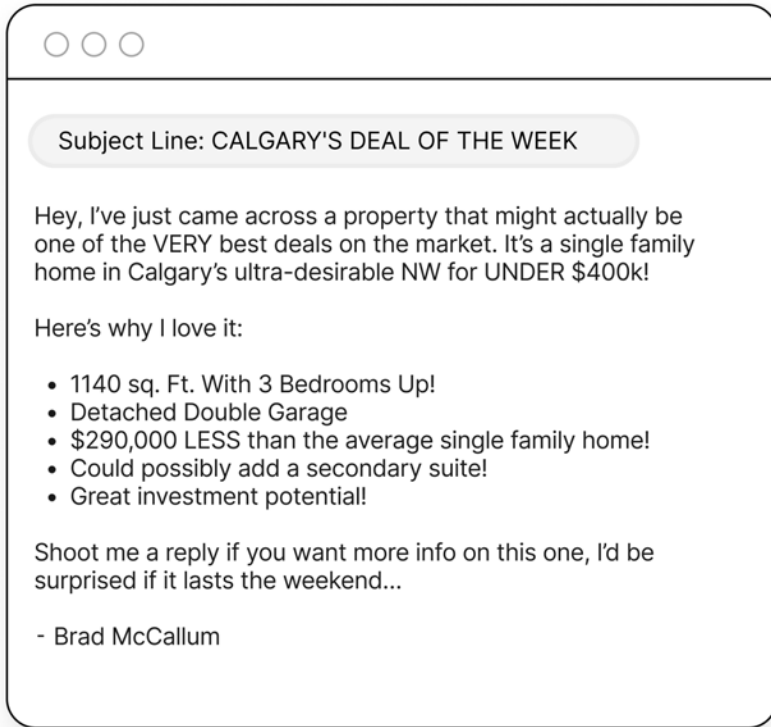 Subject Line: CALGARY'S DEAL OF THE WEEK
Hey, I've just came across a property that might actually be
one of the VERY best deals on the market. It's a single family
home in Calgary's ultra-desirable NW for UNDER $400k!
Here's why I love it:
• 1140 sq. Ft. With 3 Bedrooms Up!
• Detached Double Garage
• $290,000 LESS than the average single family home!
• Could possibly add a secondary suite!
• Great investment potential!
Shoot me a reply if you want more info on this one, I'd be
surprised if it lasts the weekend...
- Brad McCallum